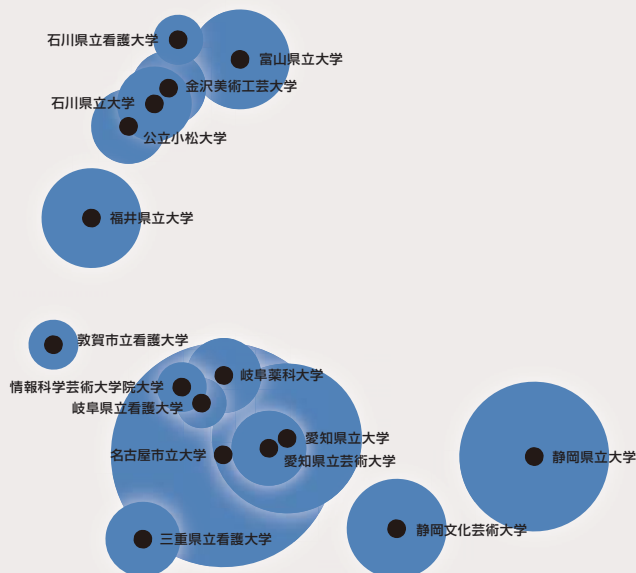 石川県立看護大学
富山県立大学
金沢美術工芸大学
石川県立大学
公立小松大学
福井県立大学
敦賀市立看護大学
岐阜薬科大学
情報科学芸術大学院大学
岐阜県立看護大学
愛知県立大学
名古屋市立大学
愛知県立芸術大学
静岡県立大学
静岡文化芸術大学
三重県立看護大学